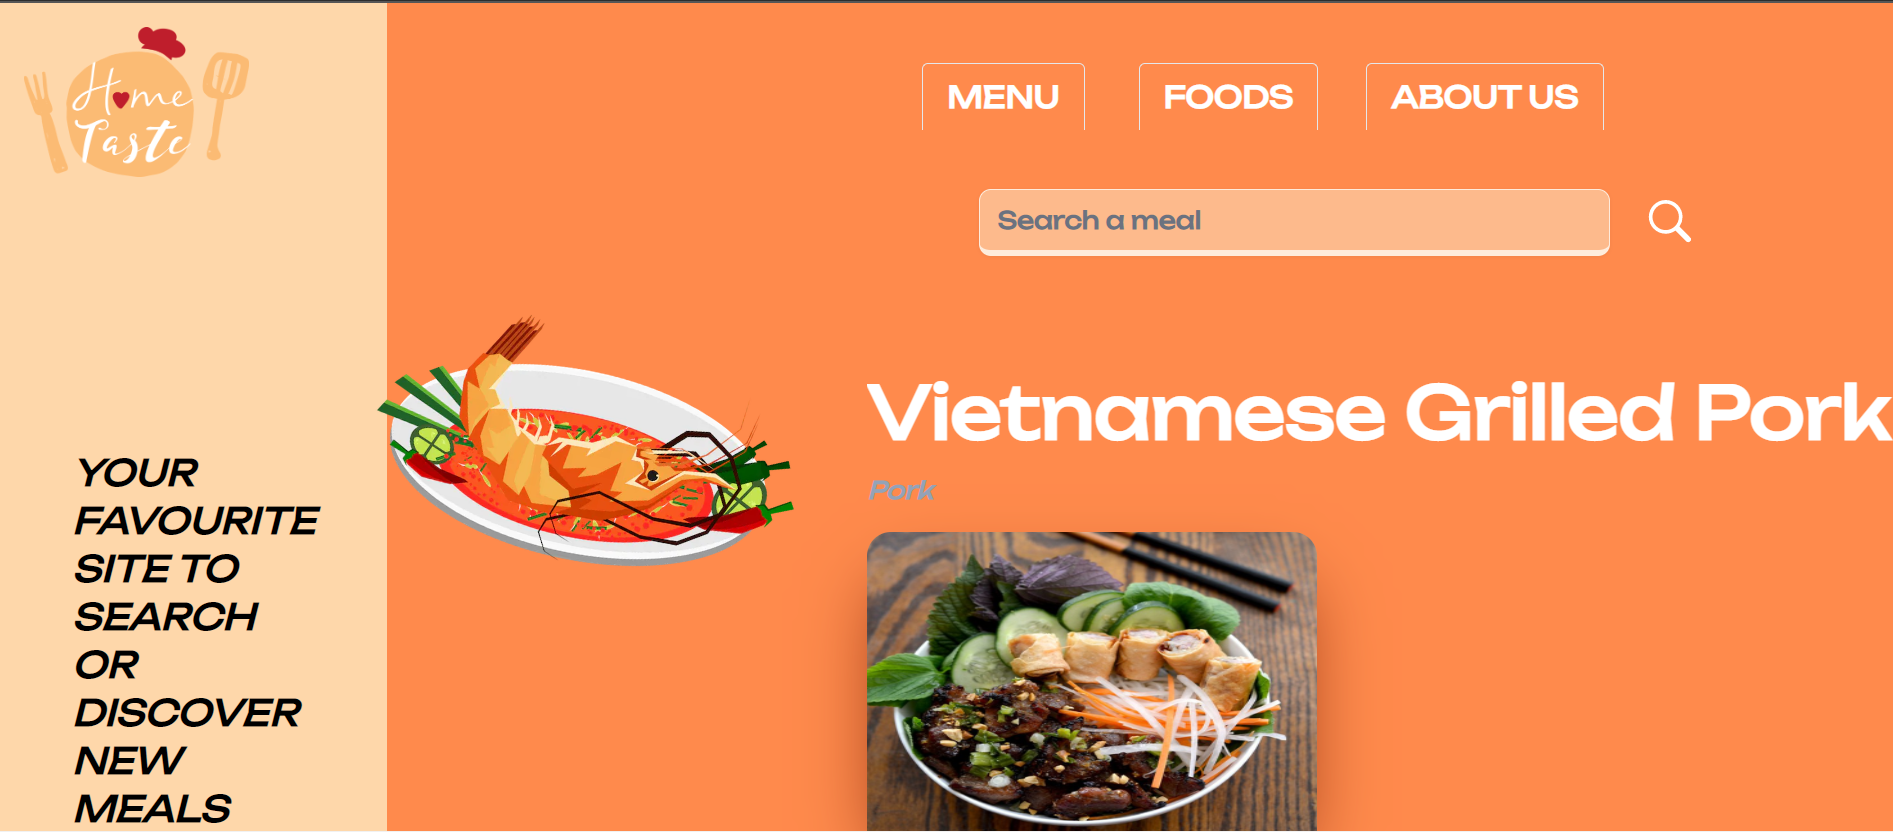 Home
Taste
MENU
FOODS
ABOUT US
Search a meal
YOUR
FAVOURITE
SITE TO
SEARCH
OR
DISCOVER
NEW
MEALS
Vietnamese Grilled Pork
Pork